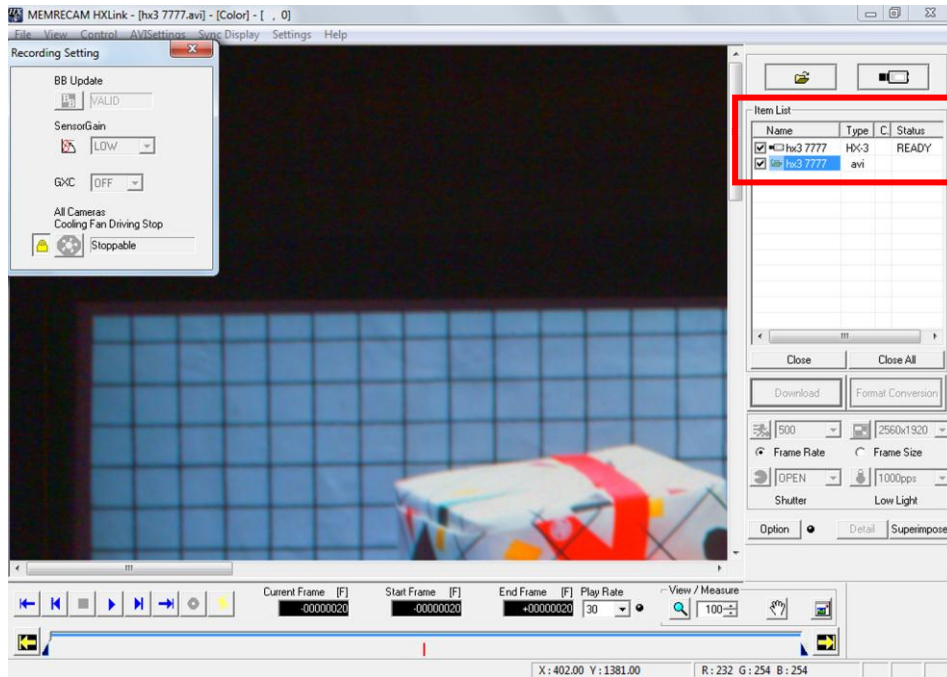 MEMRECAM HXLink - [hx3 7777.avi] - [Color] - [ , 0]
File View Control AVISettings Sync Display Settings Help
Recording Setting
BB Update
VALID
SensorGain
LOW
GXC OFF
All Cameras
Cooling Fan Driving Stop
Stoppable
Item List
Name Type C. Status
hx3 7777 HX-3 READY
hx3 7777 avi
Close Close All
Download Format Conversion
500 2560x1920
Frame Rate Frame Size
OPEN 1000pps
Shutter Low Light
Option Detail Superimpose
Current Frame [F] Start Frame [F] End Frame [F] Play Rate View / Measure
-00000020 -00000020 +00000020 30 100
X : 402.00 Y : 1381.00 R : 232 G : 254 B : 254